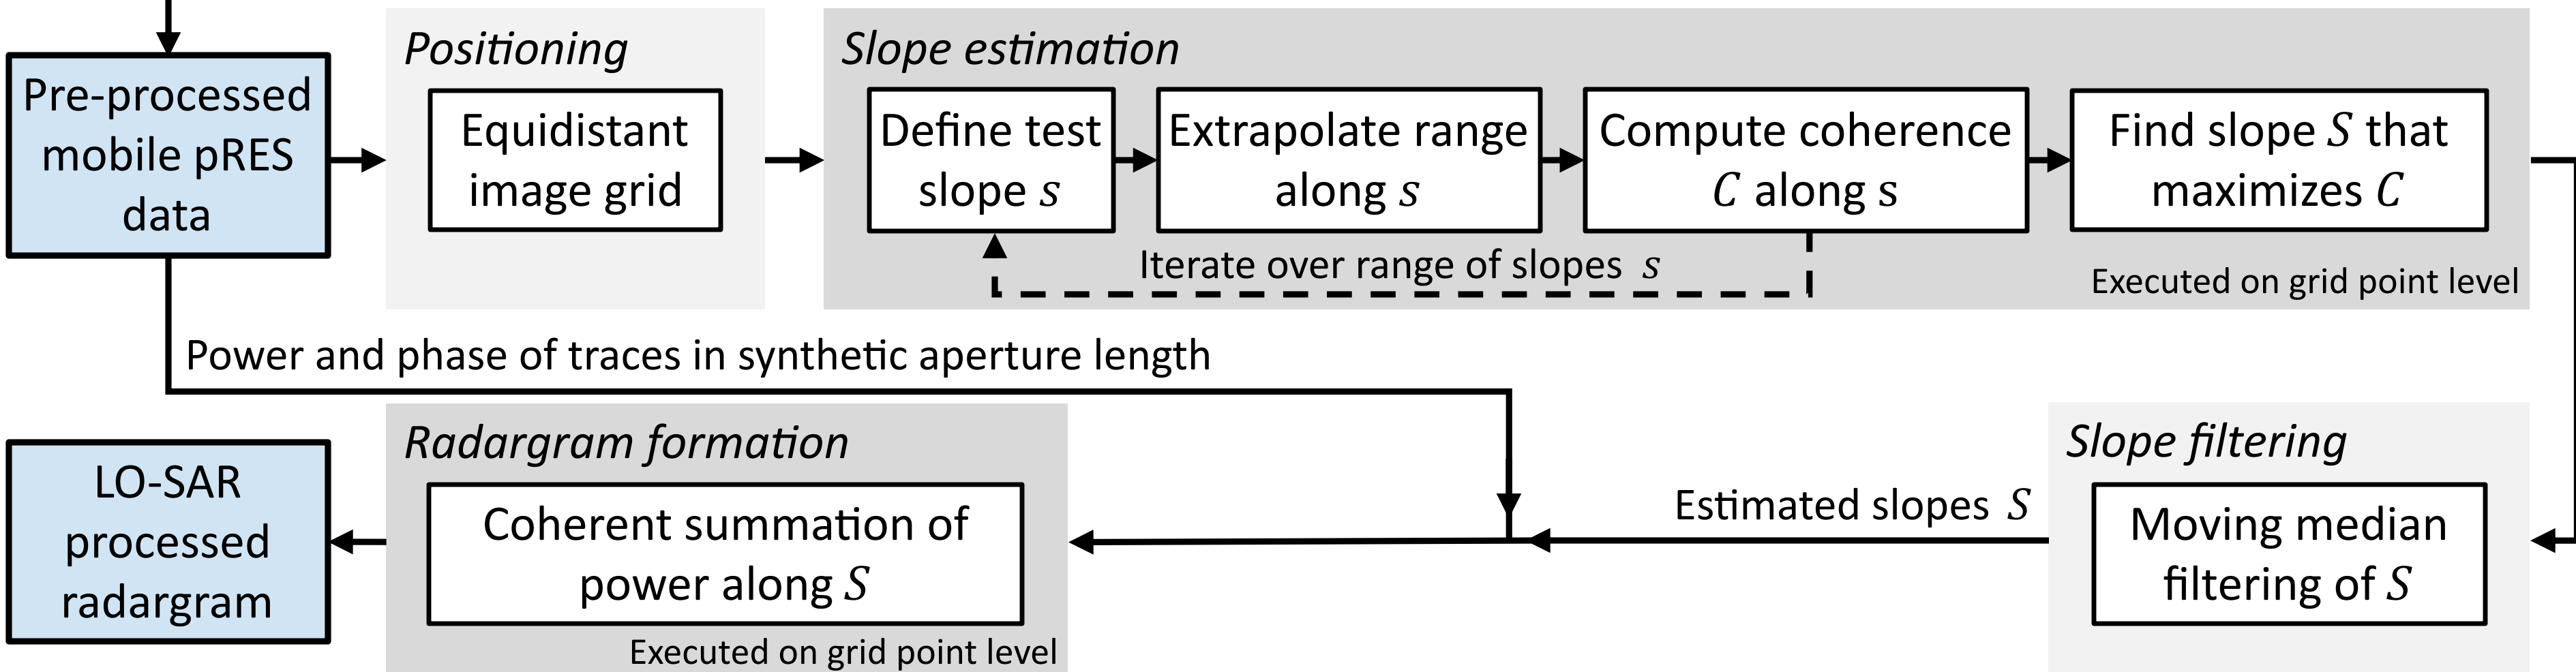 Pre-processed
mobile pRES
data
Positioning
Equidistant
image grid
Slope estimation
Define test
slope s
Extrapolate range
along s
Compute coherence
C along s
Find slope S that
maximizes C
Iterate over range of slopes s
Executed on grid point level
Power and phase of traces in synthetic aperture length
Slope filtering
Moving median
filtering of S
Estimated slopes S
Radargram formation
Coherent summation of
power along S
Executed on grid point level
LO-SAR
processed
radargram